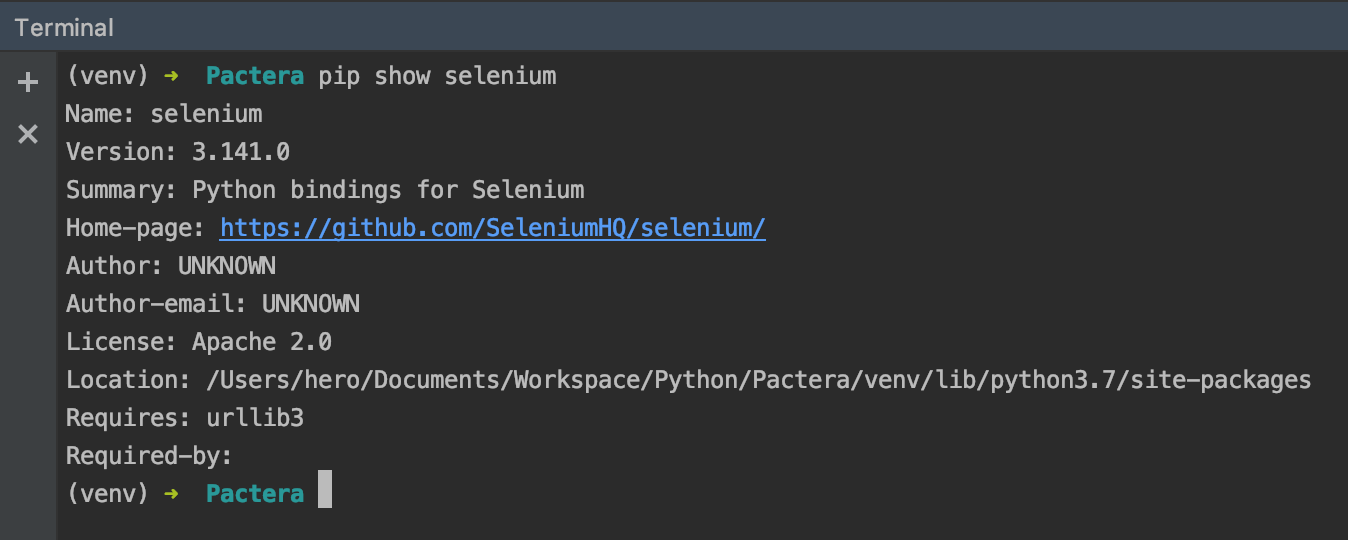 Terminal
(venv) ➜  Pactera pip show selenium
Name: selenium
Version: 3.141.0
Summary: Python bindings for Selenium
Home-page: https://github.com/SeleniumHQ/selenium/
Author: UNKNOWN
Author-email: UNKNOWN
License: Apache 2.0
Location: /Users/hero/Documents/Workspace/Python/Pactera/venv/lib/python3.7/site-packages
Requires: urllib3
Required-by:
(venv) ➜  Pactera